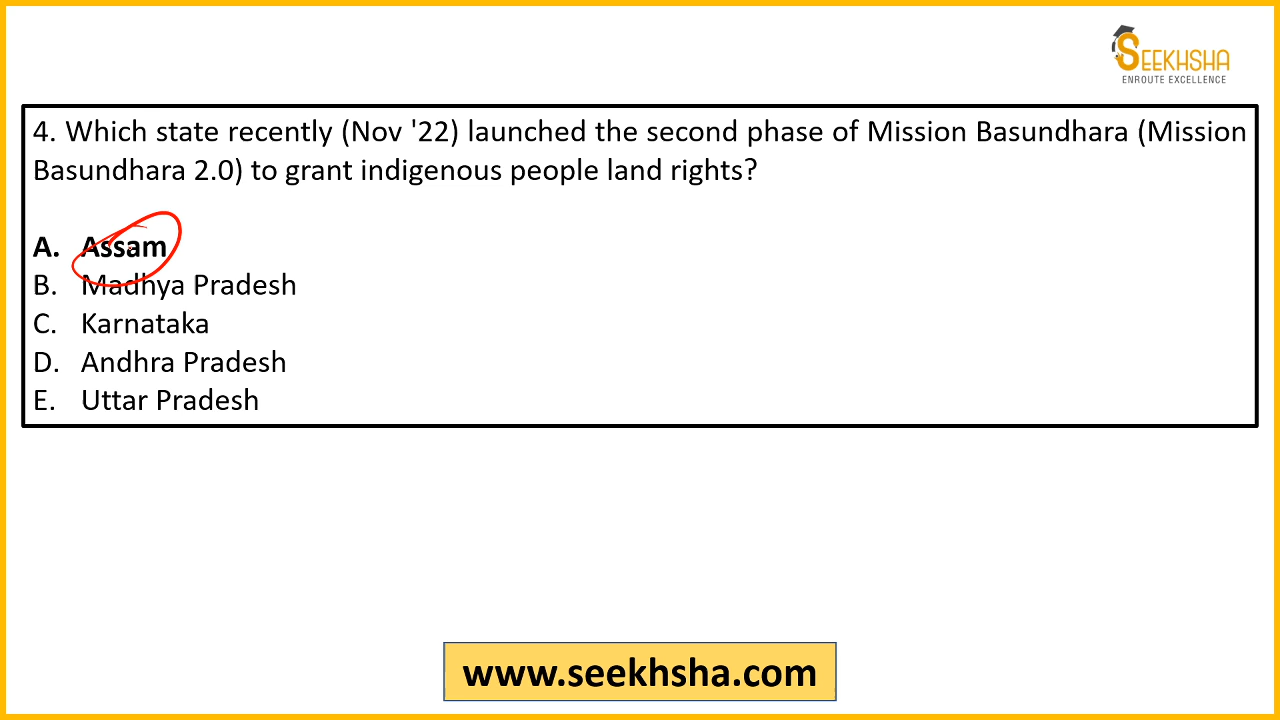 SEEKHSHA
ENROUTE EXCELLENCE
4. Which state recently (Nov '22) launched the second phase of Mission Basundhara (Mission
Basundhara 2.0) to grant indigenous people land rights?
A. Assam
B. Madhya Pradesh
C. Karnataka
D. Andhra Pradesh
E. Uttar Pradesh
www.seekhsha.com